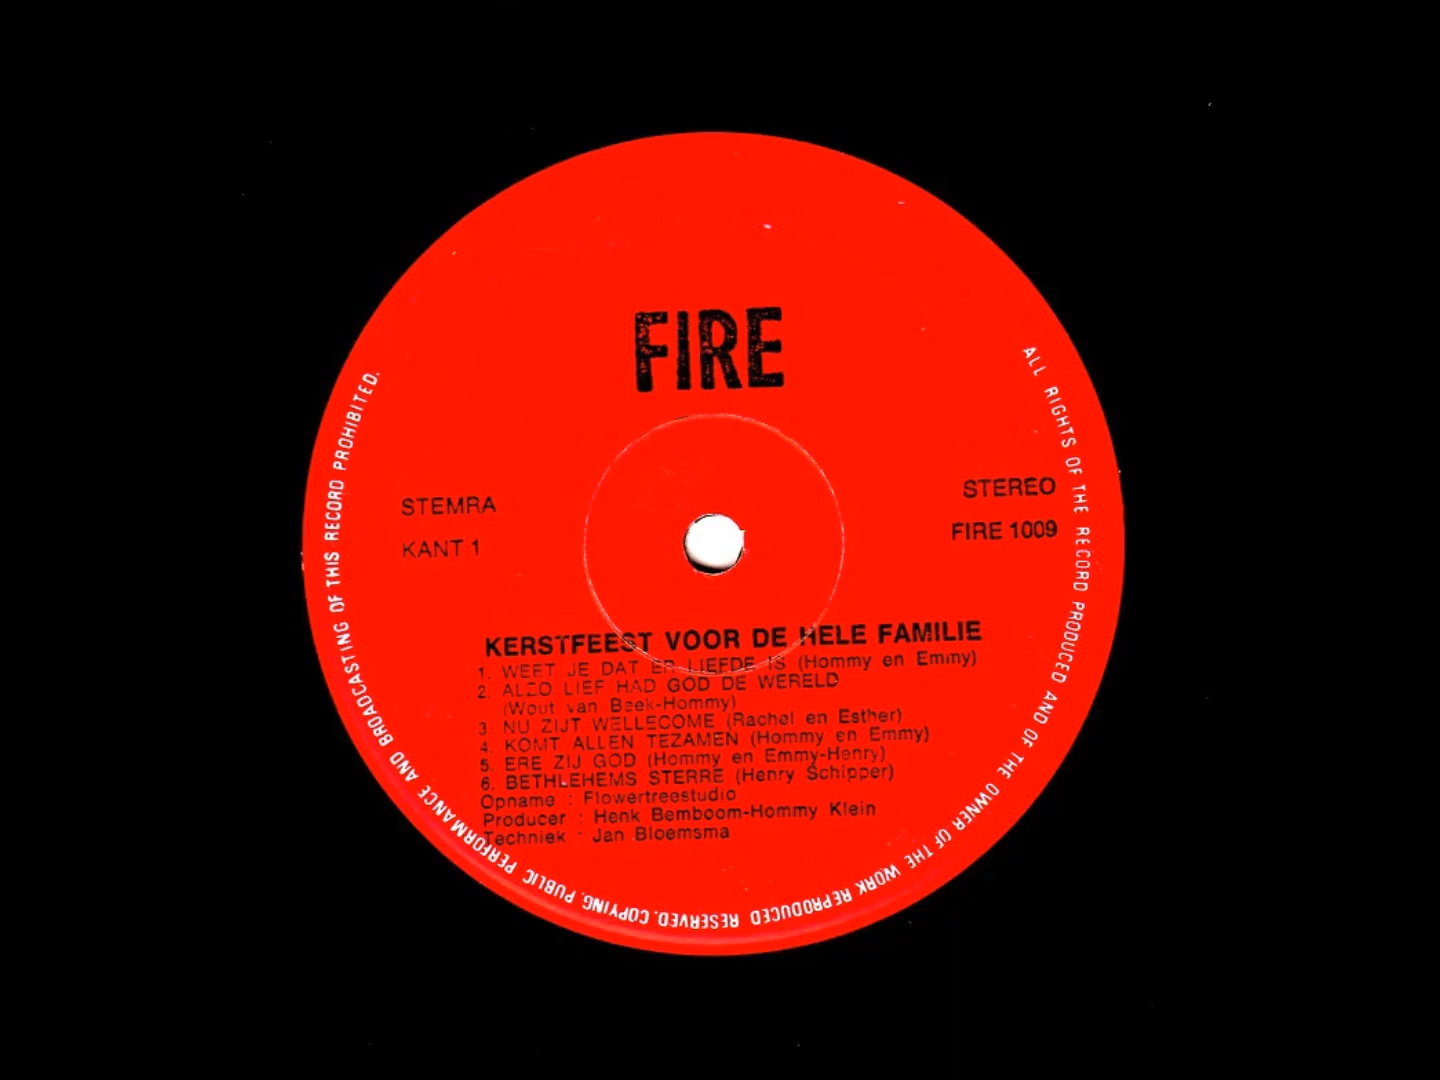 FIRE
STEMRA
KANT 1
STEREO
FIRE 1009
KERSTFEEST VOOR DE HELE FAMILIE
1. WEET JE DAT ER LIEFDE IS (Hommy en Emmy)
2. ALZO LIEF HAD GOD DE WERELD
(Wout van Beek-Hommy)
3. NU ZIJT WELLECOME (Rachel en Esther)
4. KOMT ALLEN TEZAMEN (Hommy en Emmy)
5. ERE ZIJ GOD (Hommy en Emmy-Henry)
6. BETHLEHEMS STERRE (Henry Schipper)
Opname : Flowertreestudio
Producer : Henk Bemboom-Hommy Klein
Techniek : Jan Bloemsma
ALL RIGHTS OF THE RECORD PRODUCED AND OF THE OWNER OF THE WORK REPRODUCED RESERVED. COPYING. PUBLIC PERFORMANCE AND BROADCASTING OF THIS RECORD PROHIBITED.